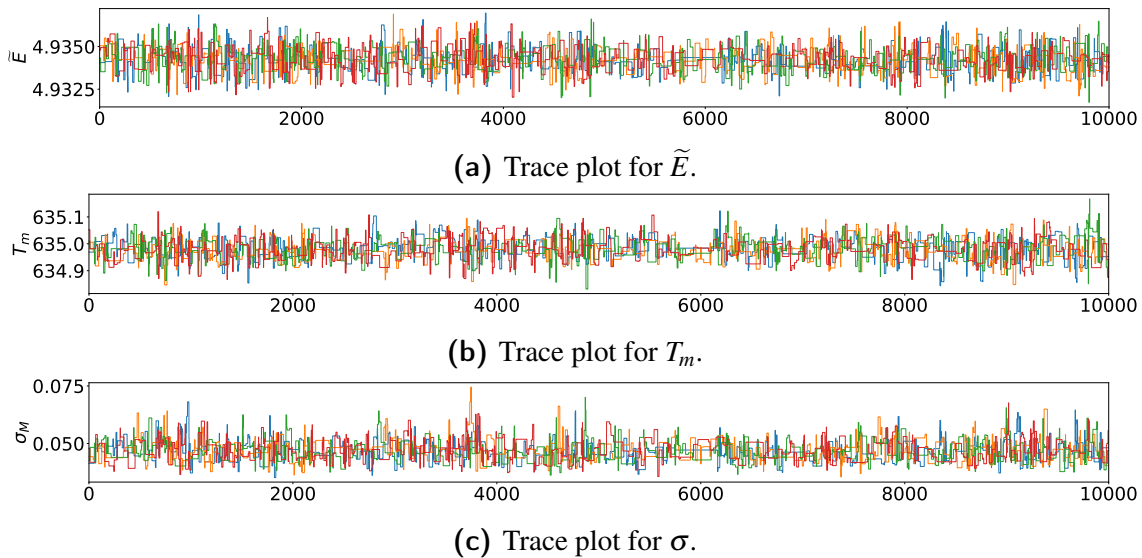 4.9350
Ẽ
4.9325
0 2000 4000 6000 8000 10000
(a) Trace plot for Ẽ.
635.1
T_m 635.0
634.9
0 2000 4000 6000 8000 10000
(b) Trace plot for T_m.
0.075
σ_M
0.050
0 2000 4000 6000 8000 10000
(c) Trace plot for σ.